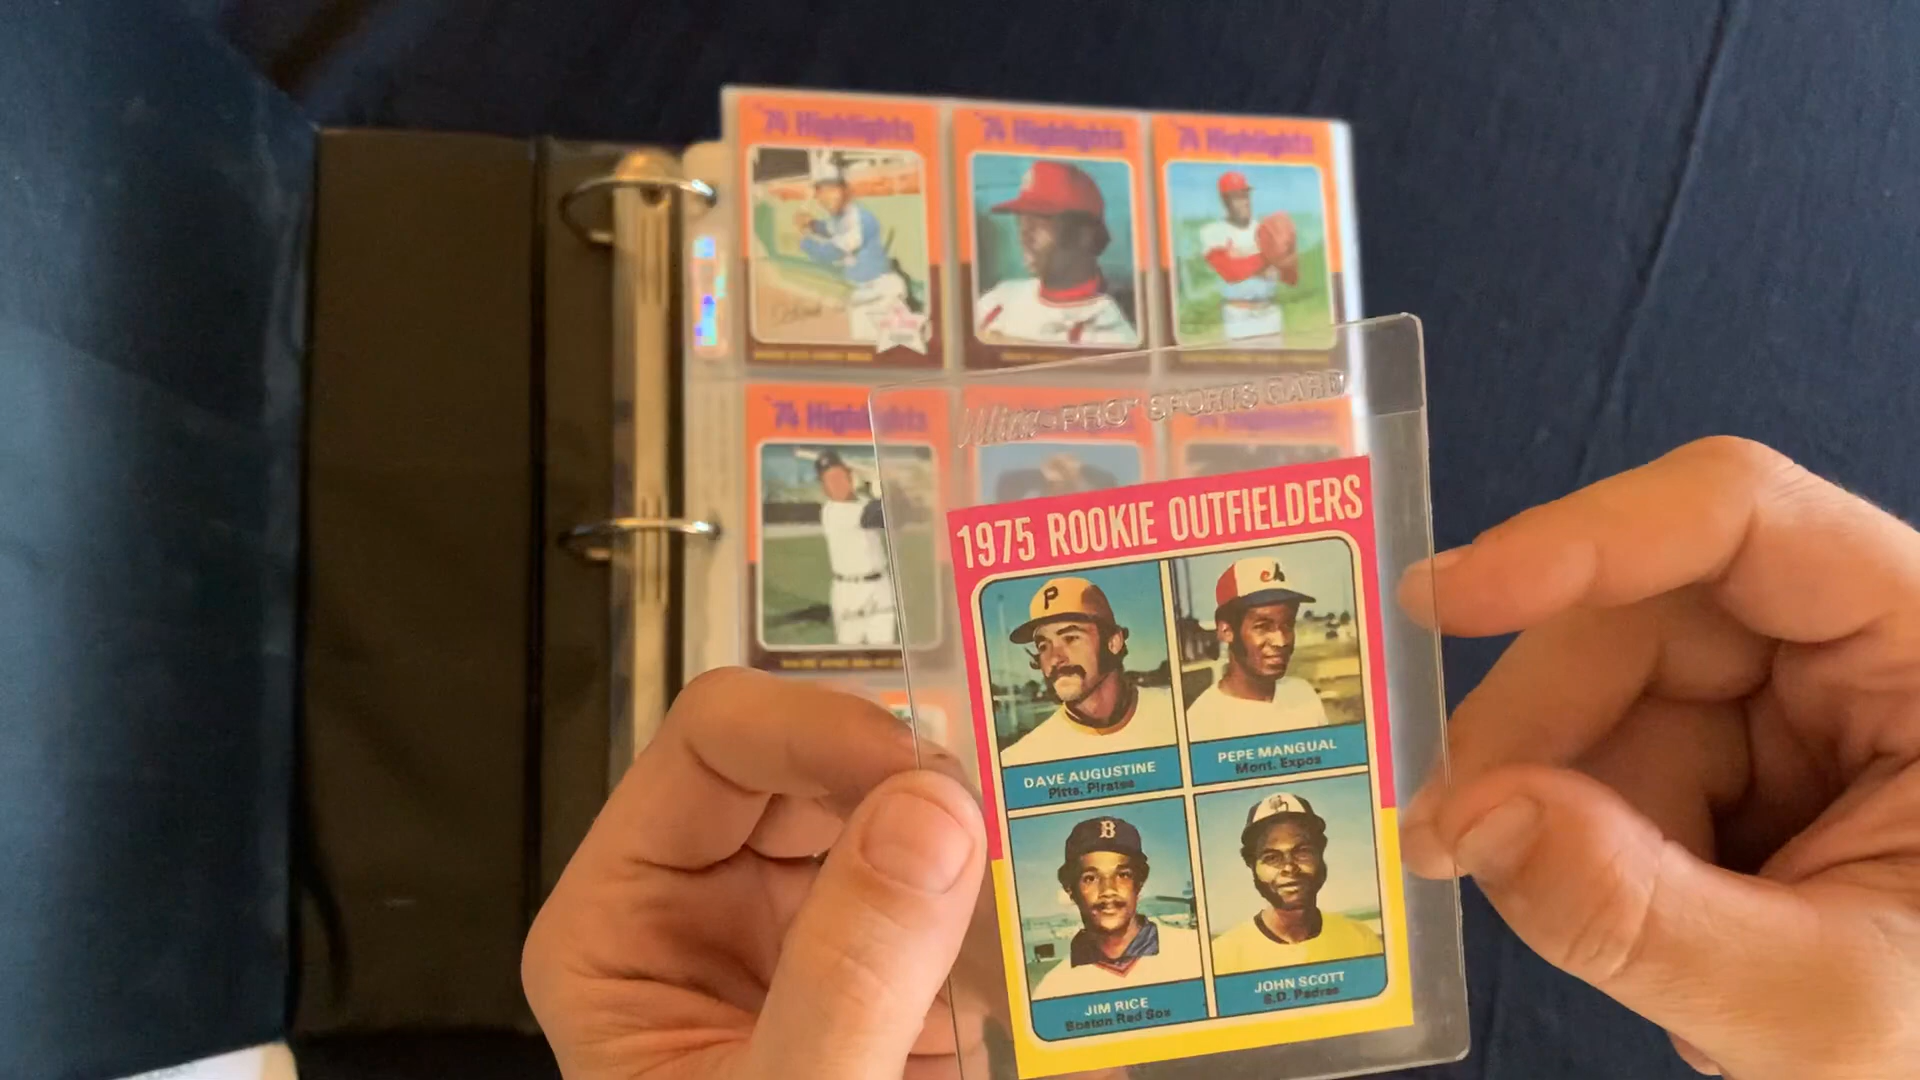 '74 Highlights
'74 Highlights
'74 Highlights
'74 Highlights
Ultra•PRO™ SPORTS CARD
1975 ROOKIE OUTFIELDERS
P
DAVE AUGUSTINE
Pitts. Pirates
PEPE MANGUAL
Mont. Expos
B
JIM RICE
Boston Red Sox
JOHN SCOTT
S.D. Padres